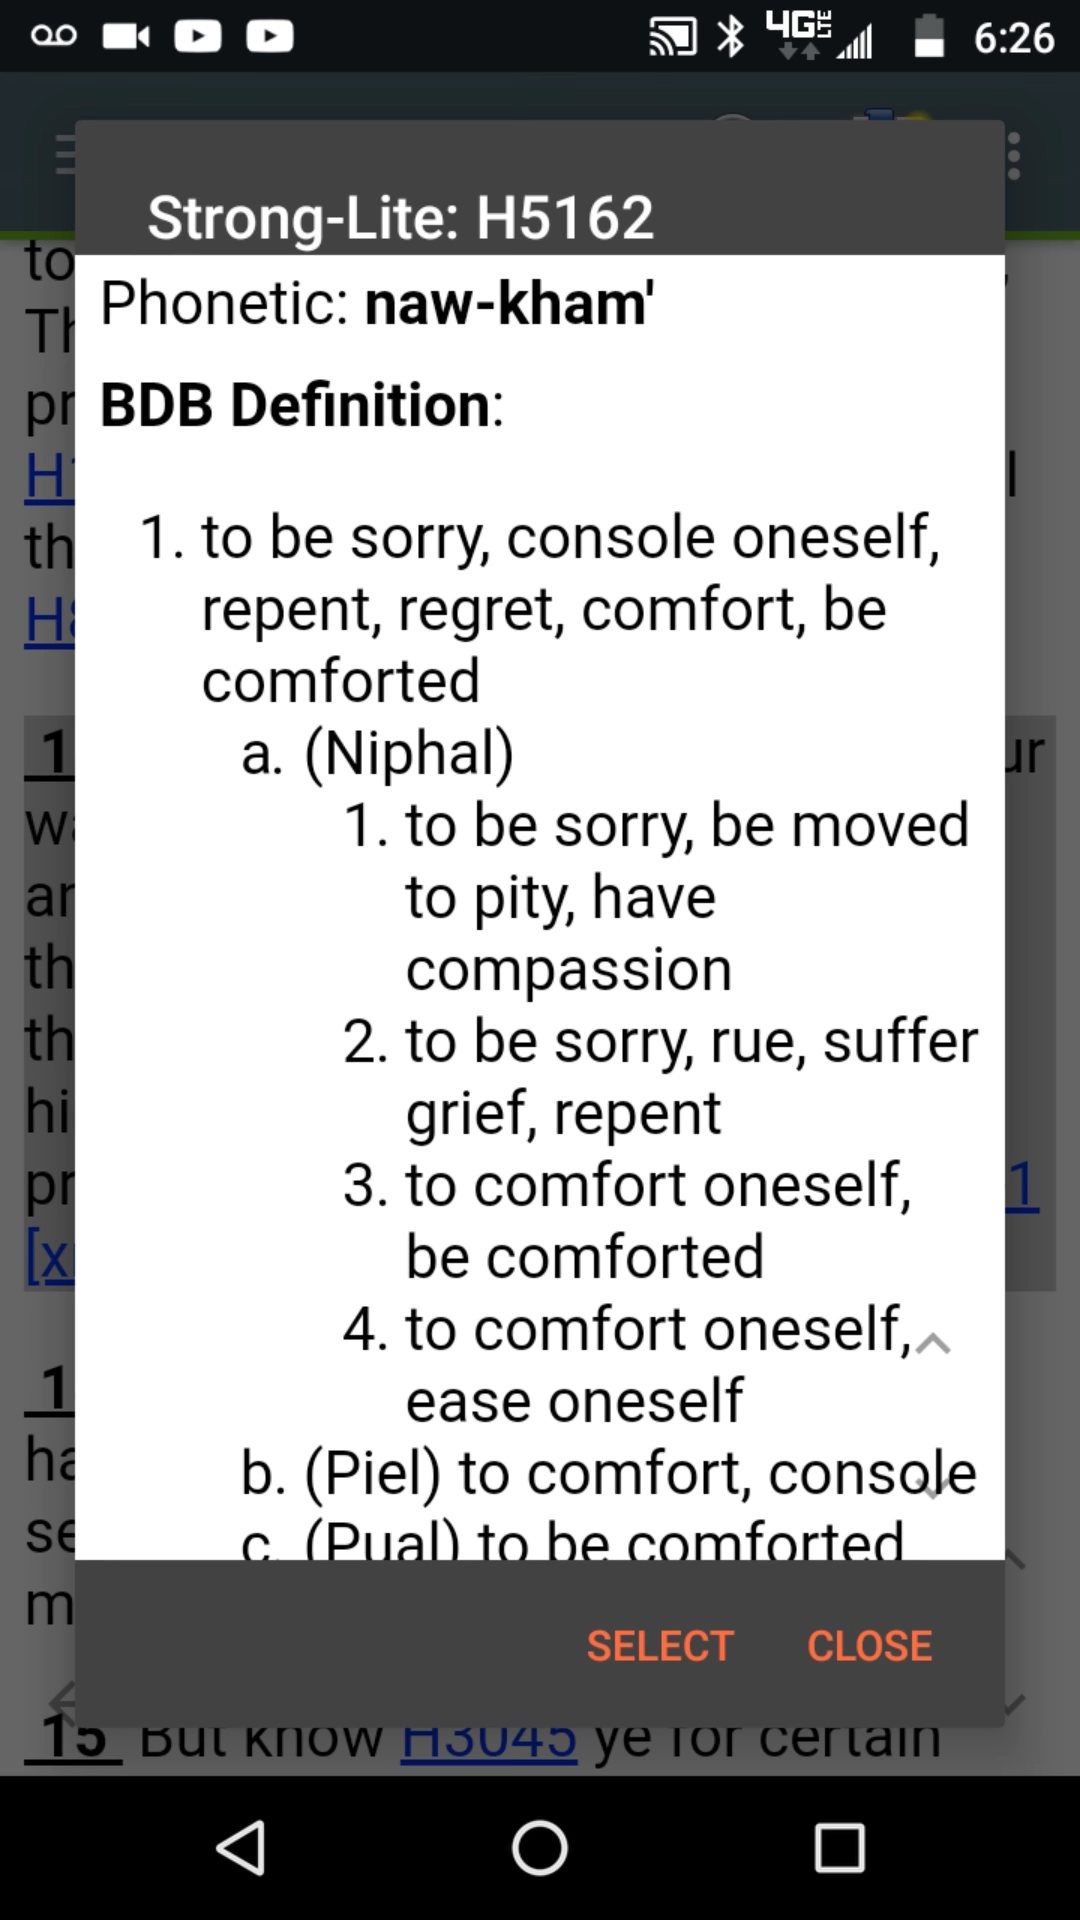 4G LTE 6:26
Strong-Lite: H5162
to
Phonetic: naw-kham'
BDB Definition:
1. to be sorry, console oneself,
repent, regret, comfort, be
comforted
a. (Niphal)
1. to be sorry, be moved
to pity, have
compassion
2. to be sorry, rue, suffer
grief, repent
3. to comfort oneself,
be comforted
4. to comfort oneself,
ease oneself
b. (Piel) to comfort, console
c. (Pual) to be comforted
SELECT CLOSE
15 But know H3045 ye for certain